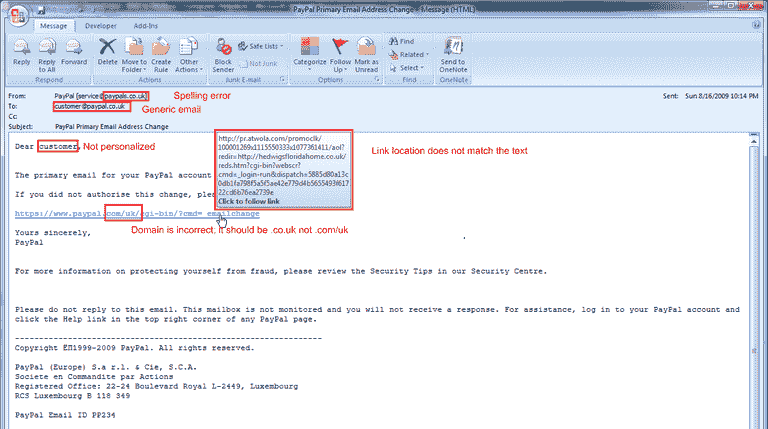 PayPal Primary Email Address Change - Message (HTML)
Message Developer Add-Ins
Reply Reply to All Forward Delete Move to Folder Create Rule Other Actions Block Sender Safe Lists Not Junk Categorize Follow Up Mark as Unread Find Related Select Send to OneNote
Respond Actions Junk E-mail Options Find OneNote
From: PayPal [service@paypals.co.uk] Spelling error Sent: Sun 8/16/2009 10:14 PM
To: customer@paypal.co.uk Generic email
Cc:
Subject: PayPal Primary Email Address Change
Dear customer, Not personalized
http://pr.atwola.com/promoclk/
100001269x1115550333x1077361411/aol?
redir=http://hedwigsfloridahome.co.uk/
reds.htm?cgi-bin?webscr?
cmd=_login-run&dispatch=5885d80a13c
0db1fa798f5a5f5ae42e779d4b5655493f617
22cd6b76ea2739e
Click to follow link
Link location does not match the text
The primary email for your PayPal account
If you did not authorise this change, plea
https://www.paypal.com/uk/cgi-bin/?cmd=_emailchange
Domain is incorrect, it should be .co.uk not .com/uk
Yours sincerely,
PayPal
For more information on protecting yourself from fraud, please review the Security Tips in our Security Centre.
Please do not reply to this email. This mailbox is not monitored and you will not receive a response. For assistance, log in to your PayPal account and
click the Help link in the top right corner of any PayPal page.
----------------------------------------------------------------
Copyright ЕΠ1999-2009 PayPal. All rights reserved.
PayPal (Europe) S.a r.l. & Cie, S.C.A.
Societe en Commandite par Actions
Registered Office: 22-24 Boulevard Royal L-2449, Luxembourg
RCS Luxembourg B 118 349
PayPal Email ID PP234